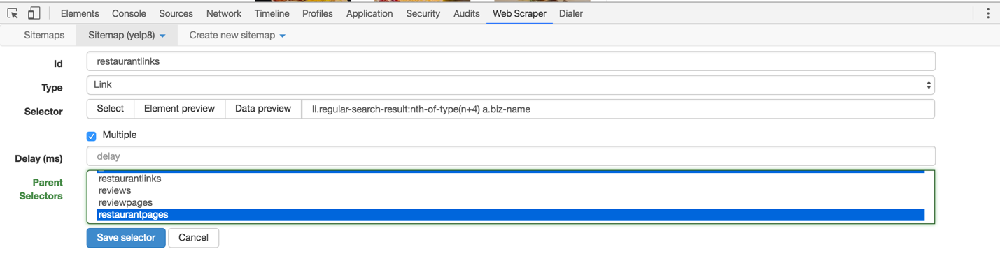 Elements Console Sources Network Timeline Profiles Application Security Audits Web Scraper Dialer
Sitemaps Sitemap (yelp8) Create new sitemap
Id restaurantlinks
Type Link
Selector Select Element preview Data preview li.regular-search-result:nth-of-type(n+4) a.biz-name
Multiple
Delay (ms) delay
Parent Selectors
restaurantlinks
reviews
reviewpages
restaurantpages
Save selector Cancel